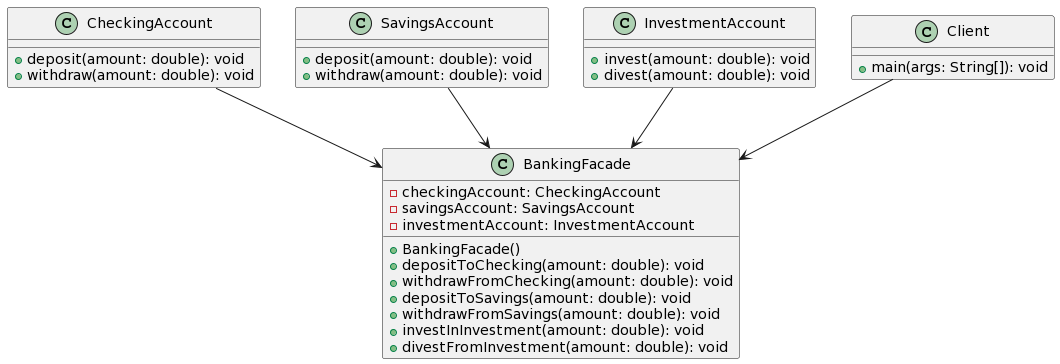 C CheckingAccount
deposit(amount: double): void
withdraw(amount: double): void
C SavingsAccount
deposit(amount: double): void
withdraw(amount: double): void
C InvestmentAccount
invest(amount: double): void
divest(amount: double): void
C Client
main(args: String[]): void
C BankingFacade
checkingAccount: CheckingAccount
savingsAccount: SavingsAccount
investmentAccount: InvestmentAccount
BankingFacade()
depositToChecking(amount: double): void
withdrawFromChecking(amount: double): void
depositToSavings(amount: double): void
withdrawFromSavings(amount: double): void
investInInvestment(amount: double): void
divestFromInvestment(amount: double): void